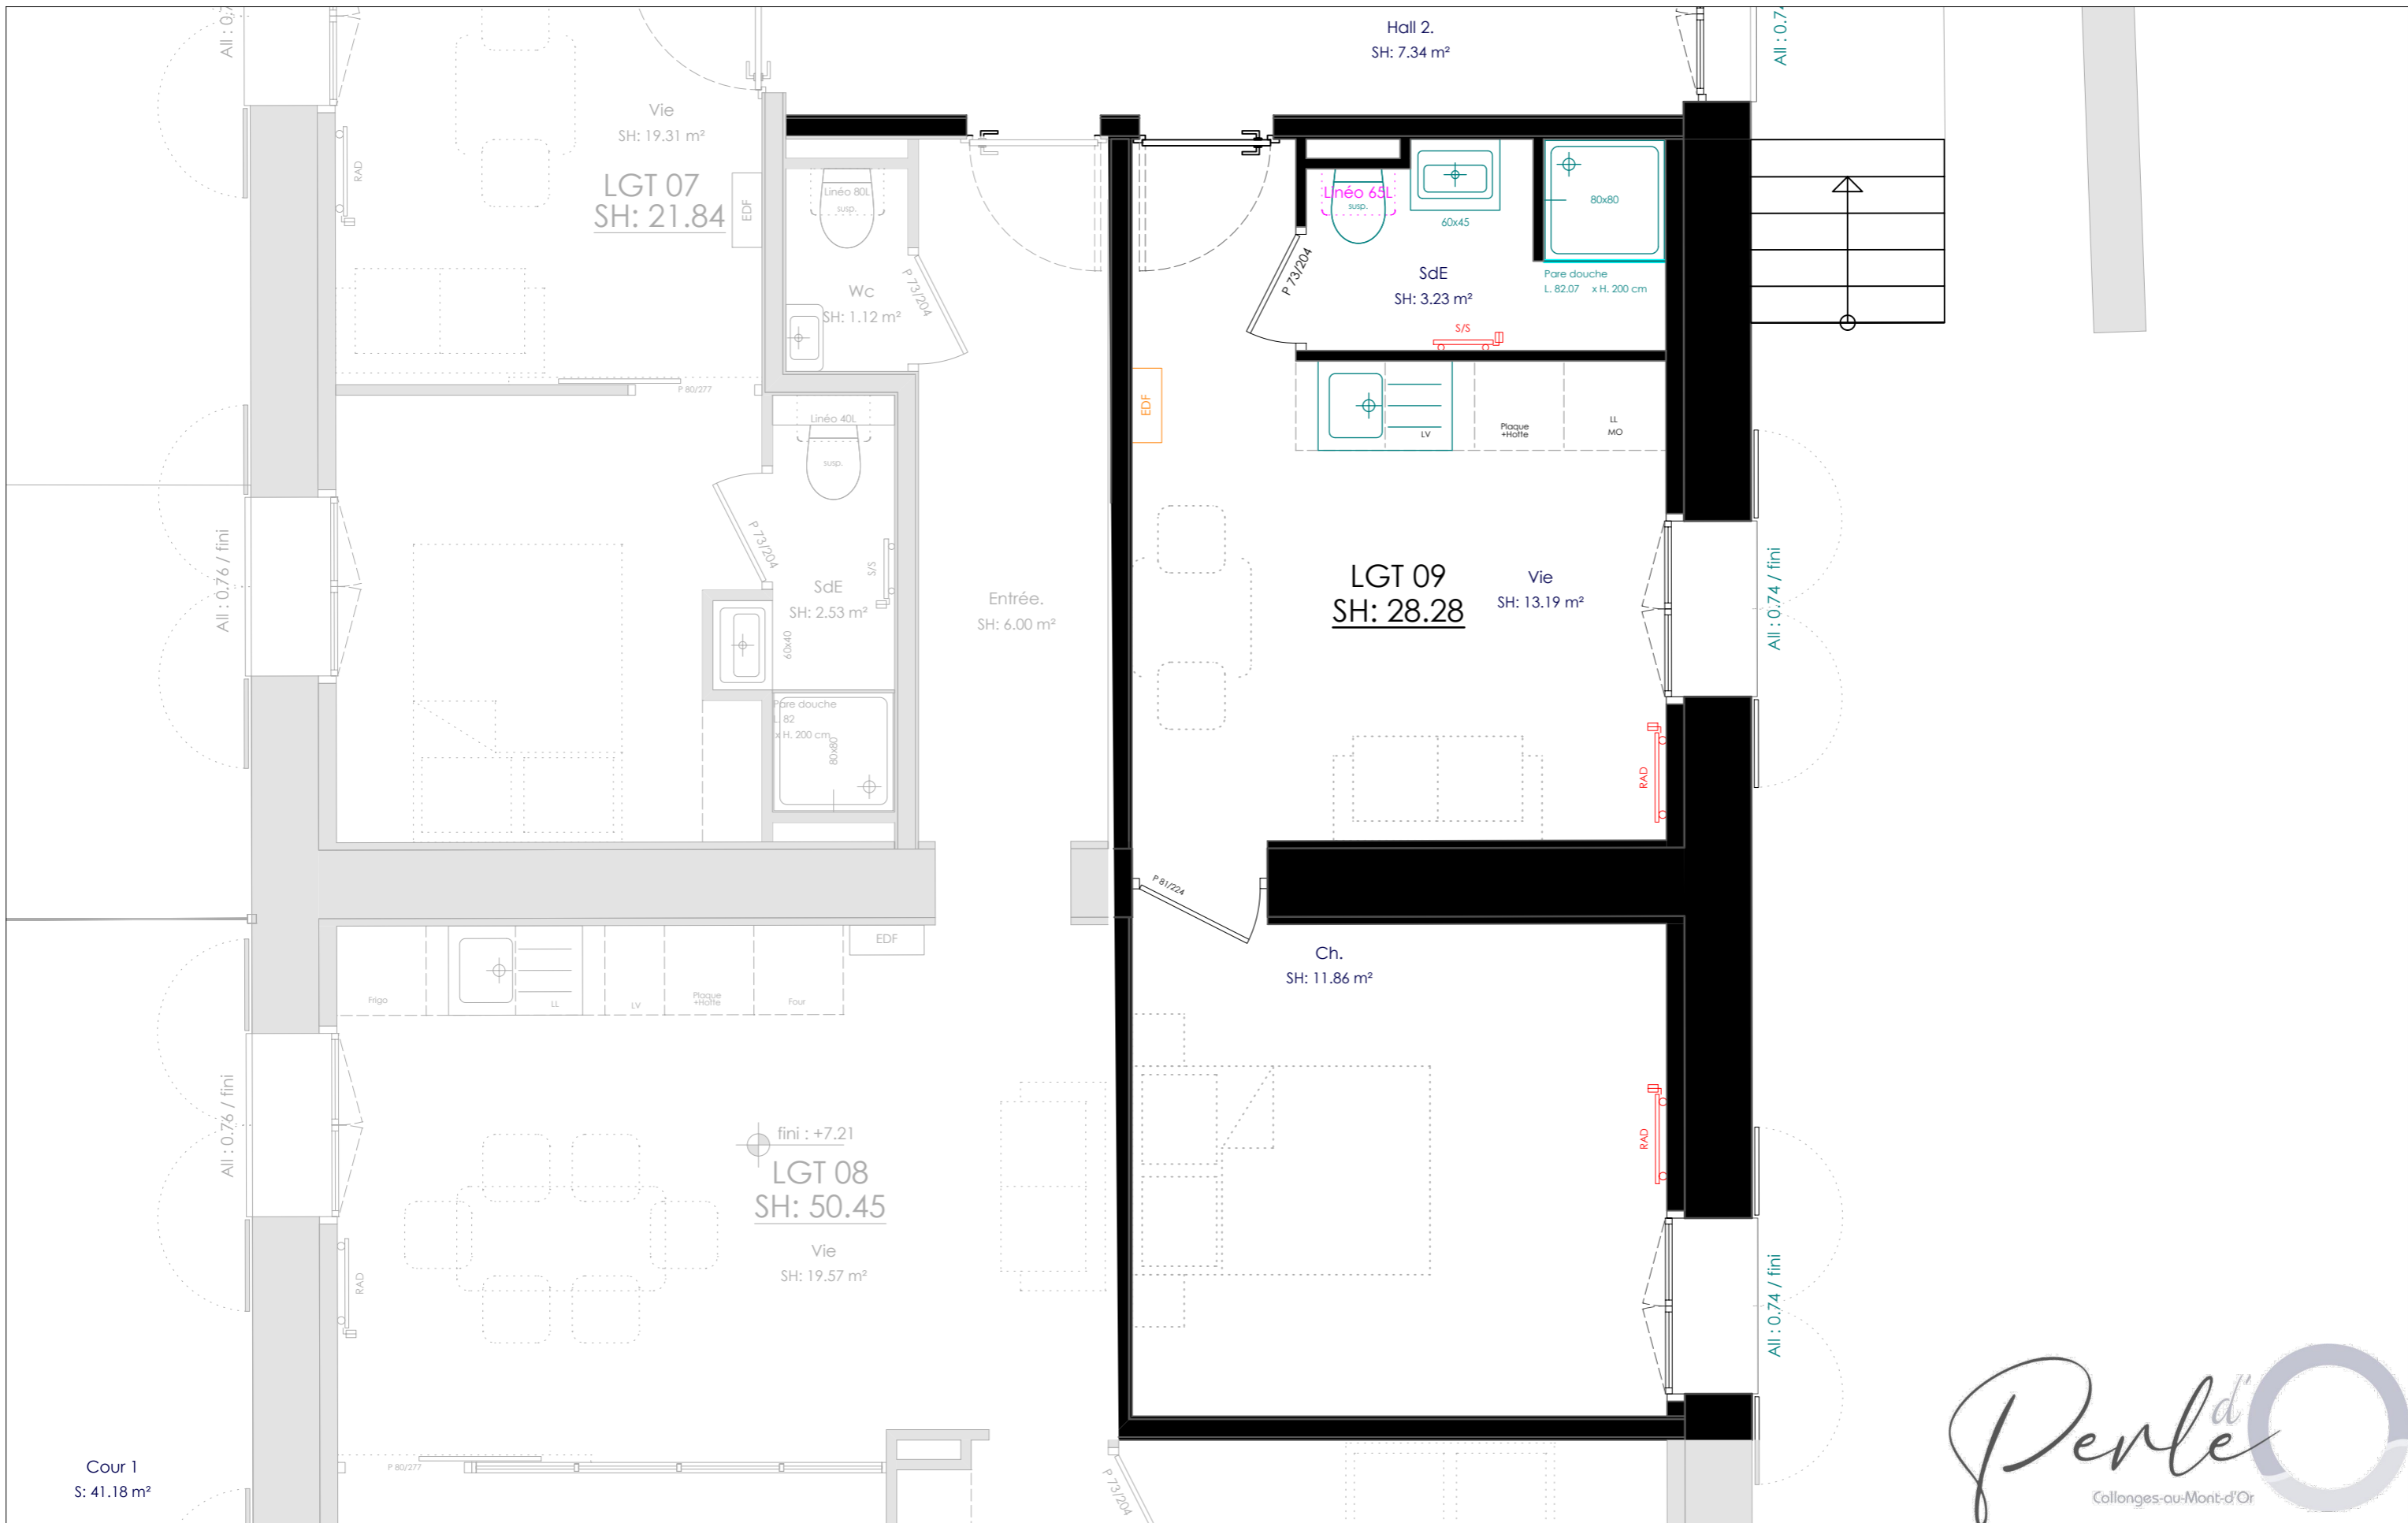 All : 0.7
Hall 2.
SH: 7.34 m²
All : 0.74
Vie
SH: 19.31 m²
LGT 07
SH: 21.84
RAD
EDF
Linéo 80L
susp.
Wc
SH: 1.12 m²
P 73/204
P 80/277
Linéo 65L
susp.
60x45
80x80
P 73/204
SdE
SH: 3.23 m²
Pare douche
L. 82.07 x H. 200 cm
S/S
EDF
LV
Plaque
+Hotte
LL
MO
Linéo 40L
susp.
P 73/204
SdE
SH: 2.53 m²
S/S
60x40
Pare douche
L. 82
x H. 200 cm
80x80
All : 0.76 / fini
Entrée.
SH: 6.00 m²
LGT 09
SH: 28.28
Vie
SH: 13.19 m²
All : 0.74 / fini
RAD
P 81/224
Ch.
SH: 11.86 m²
EDF
Frigo
LL
LV
Plaque
+Hotte
Four
All : 0.76 / fini
fini : +7.21
LGT 08
SH: 50.45
Vie
SH: 19.57 m²
RAD
RAD
All : 0.74 / fini
P 80/277
P 73/204
Cour 1
S: 41.18 m²
Perle d'O
Collonges-au-Mont-d'Or